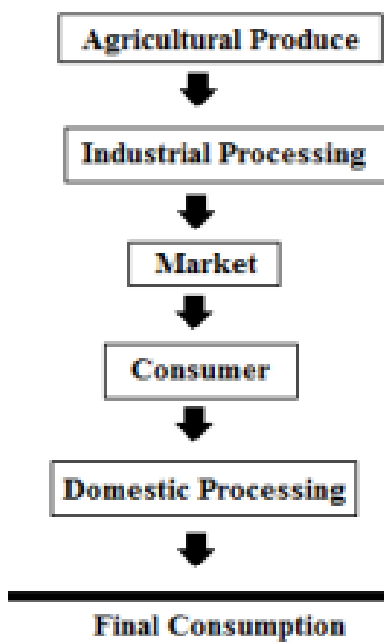 Agricultural Produce
Industrial Processing
Market
Consumer
Domestic Processing
Final Consumption